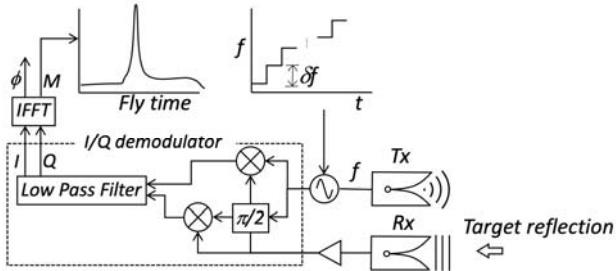 ϕ M
IFFT
Fly time
f
δf
t
I/Q demodulator
I Q
Low Pass Filter
π/2
f
Tx
Rx
Target reflection